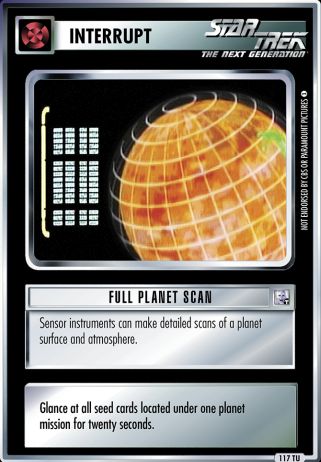 INTERRUPT
STAR TREK
THE NEXT GENERATION
NOT ENDORSED BY CBS OR PARAMOUNT PICTURES
FULL PLANET SCAN
Sensor instruments can make detailed scans of a planet
surface and atmosphere.
Glance at all seed cards located under one planet
mission for twenty seconds.
117 TU